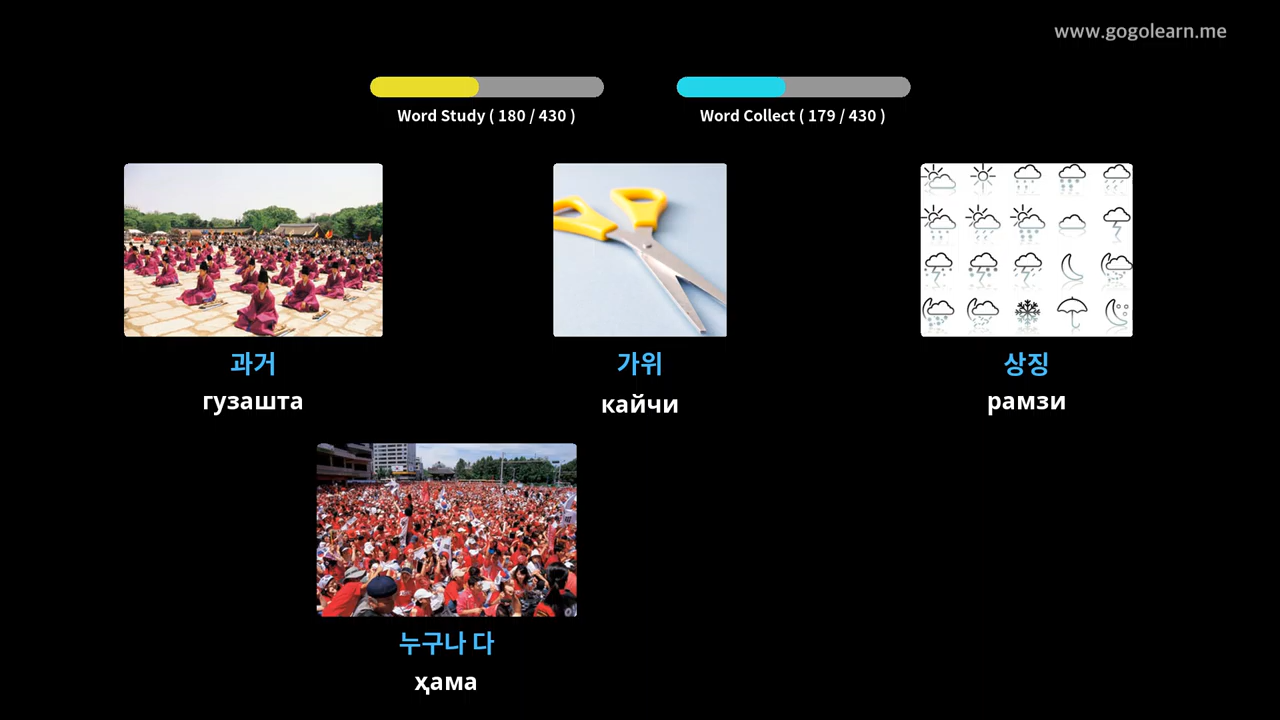 www.gogolearn.me
Word Study ( 180 / 430 )
Word Collect ( 179 / 430 )
과거
гузашта
가위
кайчи
상징
рамзи
누구나 다
ҳама